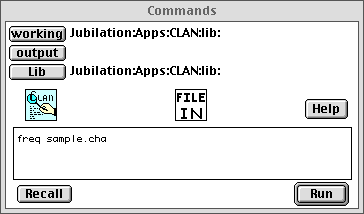 Commands
working Jubilation:Apps:CLAN:lib:
output
Lib Jubilation:Apps:CLAN:lib:
CLAN
FILE
IN
Help
freq sample.cha
Recall Run